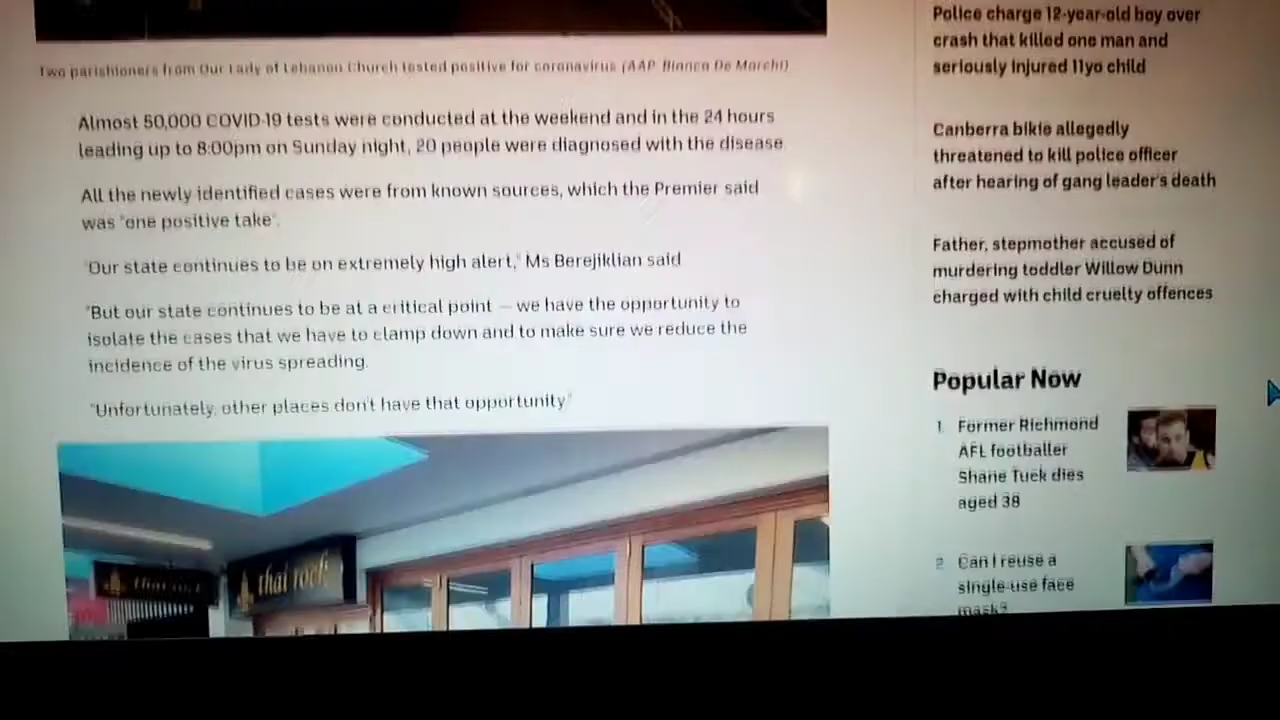 Two parishioners from Our Lady of Lebanon Church tested positive for coronavirus (AAP: Bianca De Marchi)
Almost 50,000 COVID-19 tests were conducted at the weekend and in the 24 hours
leading up to 8:00pm on Sunday night, 20 people were diagnosed with the disease.
All the newly identified cases were from known sources, which the Premier said
was "one positive take".
"Our state continues to be on extremely high alert," Ms Berejiklian said
"But our state continues to be at a critical point — we have the opportunity to
isolate the cases that we have to clamp down and to make sure we reduce the
incidence of the virus spreading.
"Unfortunately, other places don't have that opportunity"
thai rock
thai rock
Police charge 12-year-old boy over
crash that killed one man and
seriously injured 11yo child
Canberra bikie allegedly
threatened to kill police officer
after hearing of gang leader's death
Father, stepmother accused of
murdering toddler Willow Dunn
charged with child cruelty offences
Popular Now
1. Former Richmond
AFL footballer
Shane Tuck dies
aged 38
2. Can I reuse a
single-use face
mask?